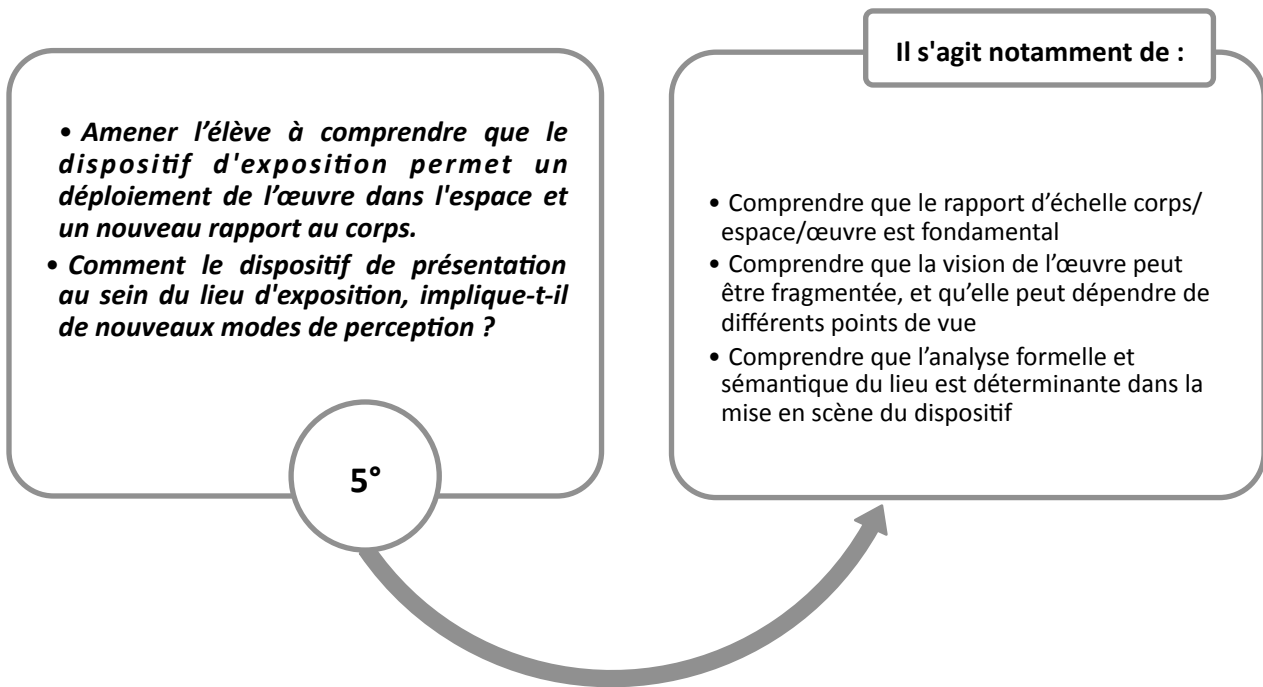 • Amener l’élève à comprendre que le
dispositif d'exposition permet un
déploiement de l’œuvre dans l'espace et
un nouveau rapport au corps.
• Comment le dispositif de présentation
au sein du lieu d'exposition, implique-t-il
de nouveaux modes de perception ?
5°
Il s'agit notamment de :
• Comprendre que le rapport d’échelle corps/
espace/œuvre est fondamental
• Comprendre que la vision de l’œuvre peut
être fragmentée, et qu’elle peut dépendre de
différents points de vue
• Comprendre que l’analyse formelle et
sémantique du lieu est déterminante dans la
mise en scène du dispositif